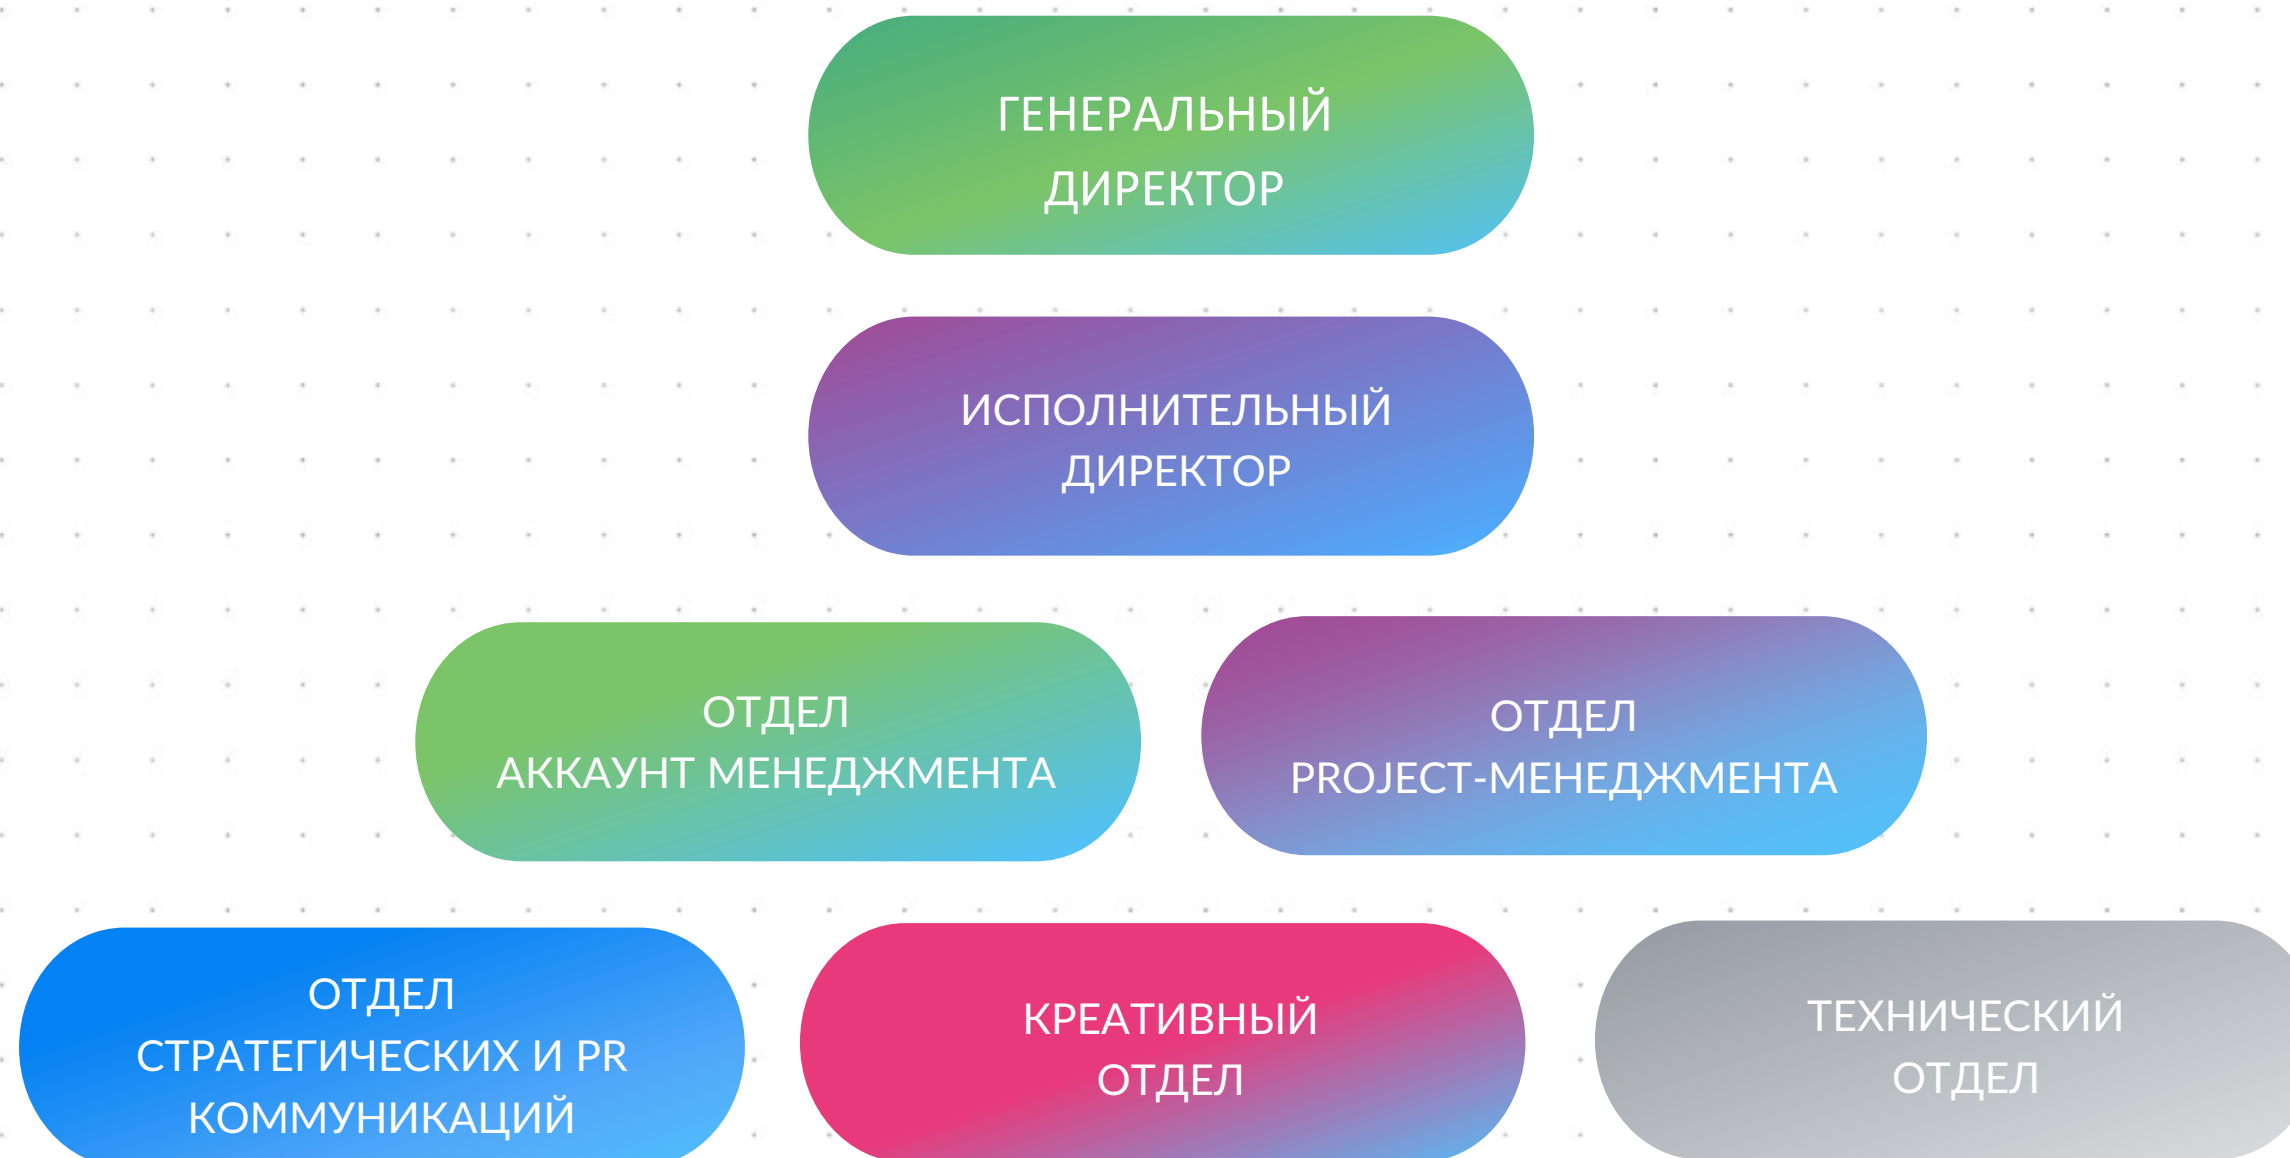 ГЕНЕРАЛЬНЫЙ
ДИРЕКТОР
ИСПОЛНИТЕЛЬНЫЙ
ДИРЕКТОР
ОТДЕЛ
АККАУНТ МЕНЕДЖМЕНТА
ОТДЕЛ
PROJECT-МЕНЕДЖМЕНТА
ОТДЕЛ
СТРАТЕГИЧЕСКИХ И PR
КОММУНИКАЦИЙ
КРЕАТИВНЫЙ
ОТДЕЛ
ТЕХНИЧЕСКИЙ
ОТДЕЛ